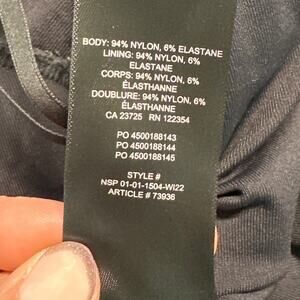 BODY: 94% NYLON, 6% ELASTANE
LINING: 94% NYLON, 6%
ELASTANE
CORPS: 94% NYLON, 6%
ÉLASTHANNE
DOUBLURE: 94% NYLON, 6%
ÉLASTHANNE
CA 23725 RN 122354
PO 4500188143
PO 4500188144
PO 4500188145
STYLE #
NSP 01-01-1504-WI22
ARTICLE # 73936